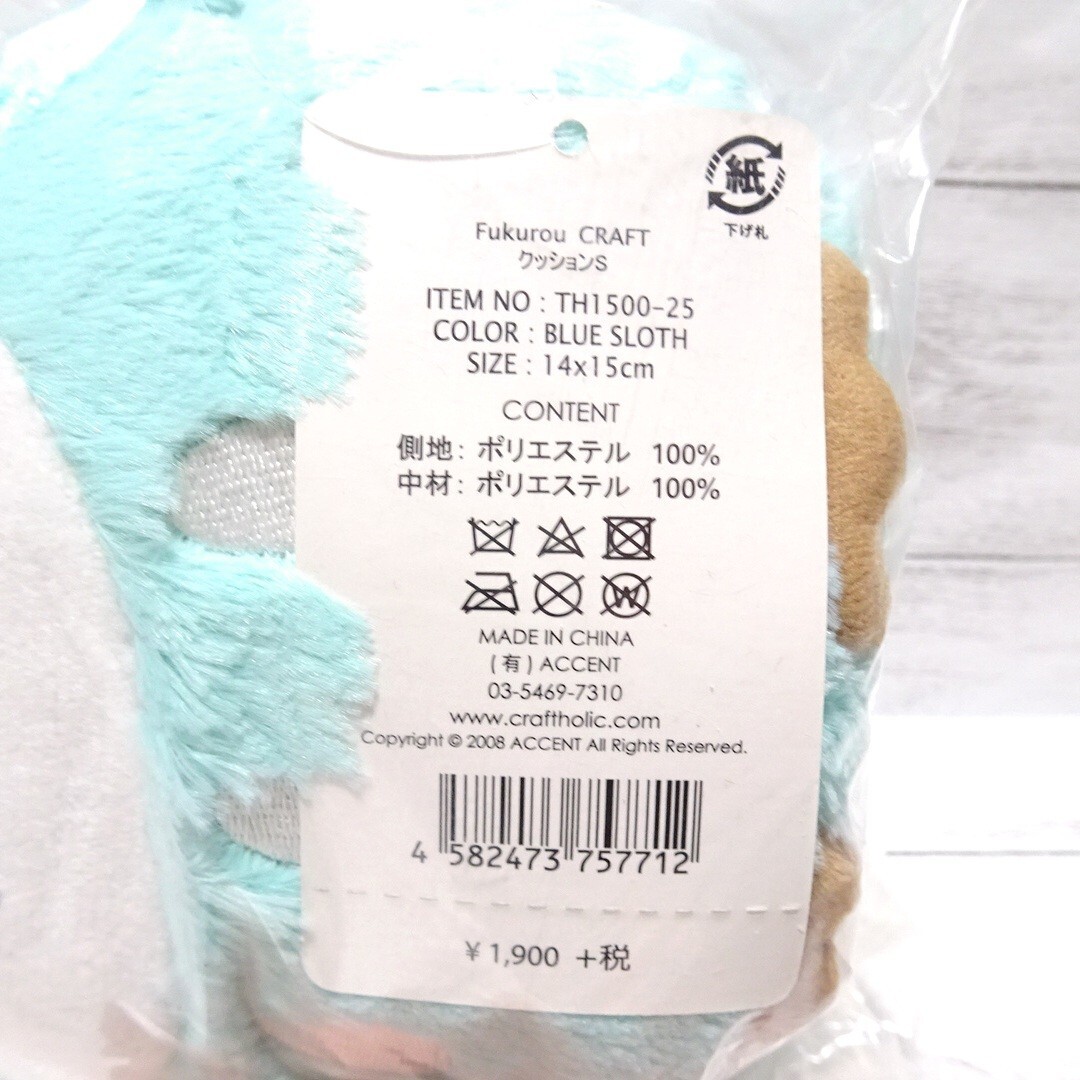 紙
下げ札
Fukurou CRAFT
クッションS
ITEM NO : TH1500-25
COLOR : BLUE SLOTH
SIZE : 14x15cm
CONTENT
側地: ポリエステル 100%
中材: ポリエステル 100%
W
MADE IN CHINA
(有) ACCENT
03-5469-7310
www.craftholic.com
Copyright © 2008 ACCENT All Rights Reserved.
4 582473 757712
¥1,900 +税